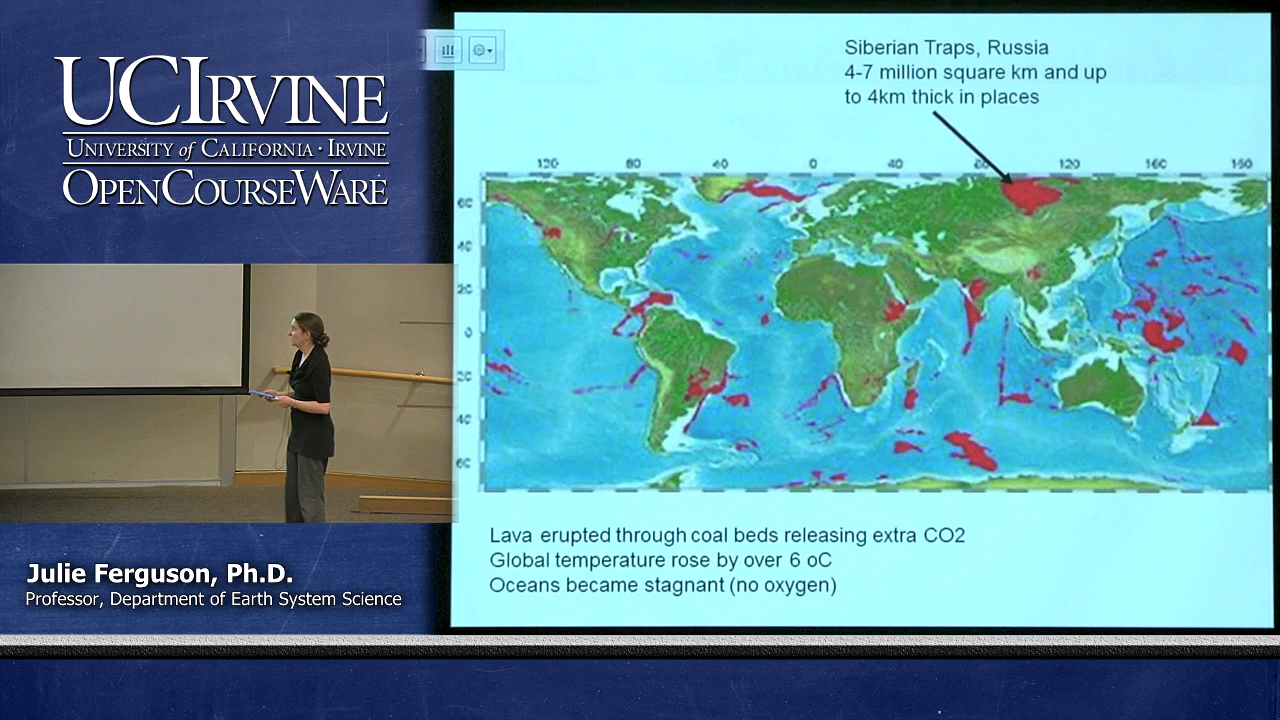 UCIRVINE
UNIVERSITY of CALIFORNIA · IRVINE
OPENCOURSEWARE
Julie Ferguson, Ph.D.
Professor, Department of Earth System Science
Siberian Traps, Russia
4-7 million square km and up
to 4km thick in places
120 80 40 0 40 80 120 160 160
60
40
20
0
20
40
60
Lava erupted through coal beds releasing extra CO2
Global temperature rose by over 6 oC
Oceans became stagnant (no oxygen)